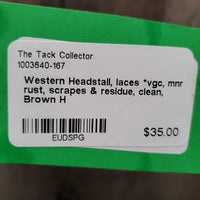 The Tack Collector
1003640-167
Western Headstall, laces *vgc, mnr
rust, scrapes & residue, clean,
Brown H
$35.00
EUDSPG